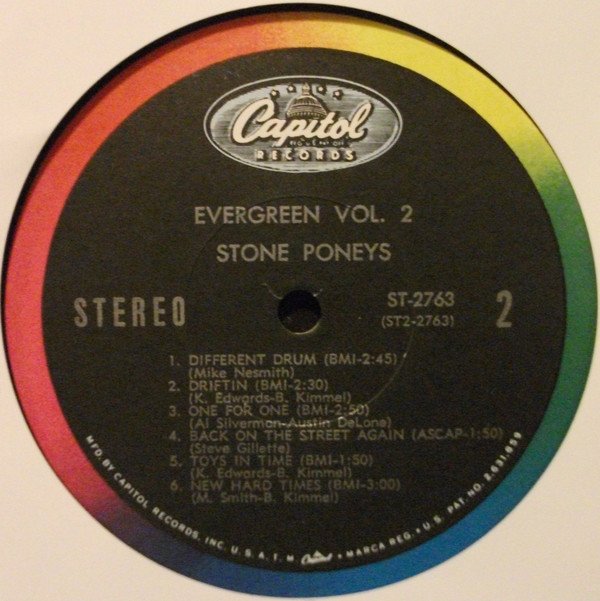 Capitol
RECORDS
EVERGREEN VOL. 2
STONE PONEYS
STEREO
ST-2763
(ST2-2763)
2
1. DIFFERENT DRUM (BMI-2:45)
(Mike Nesmith)
2. DRIFTIN (BMI-2:30)
(K. Edwards-B. Kimmel)
3. ONE FOR ONE (BMI-2:50)
(Al Silverman-Austin DeLone)
4. BACK ON THE STREET AGAIN (ASCAP-1:50)
(Steve Gillette)
5. TOYS IN TIME (BMI-1:50)
(K. Edwards-B. Kimmel)
6. NEW HARD TIMES (BMI-3:00)
(M. Smith-B. Kimmel)
MFD. BY CAPITOL RECORDS, INC. U.S.A. T.M. Capitol • MARCA REG. • U.S. PAT. NO. 2,631,859